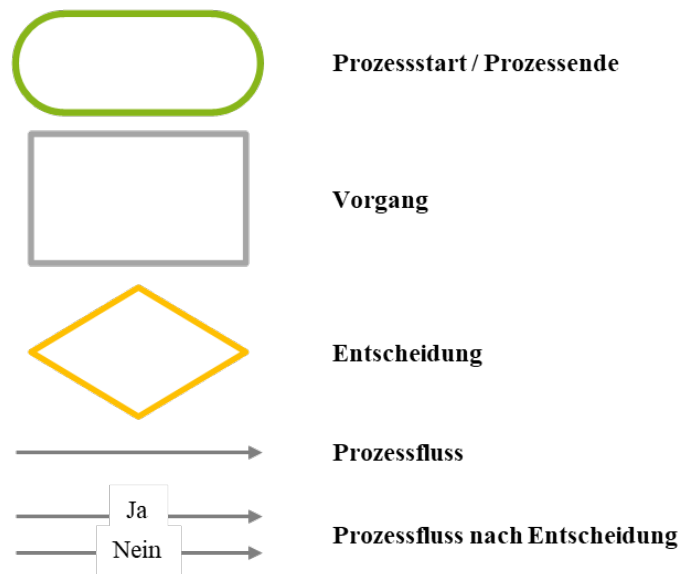 Prozessstart / Prozessende
Vorgang
Entscheidung
Prozessfluss
Ja
Nein
Prozessfluss nach Entscheidung